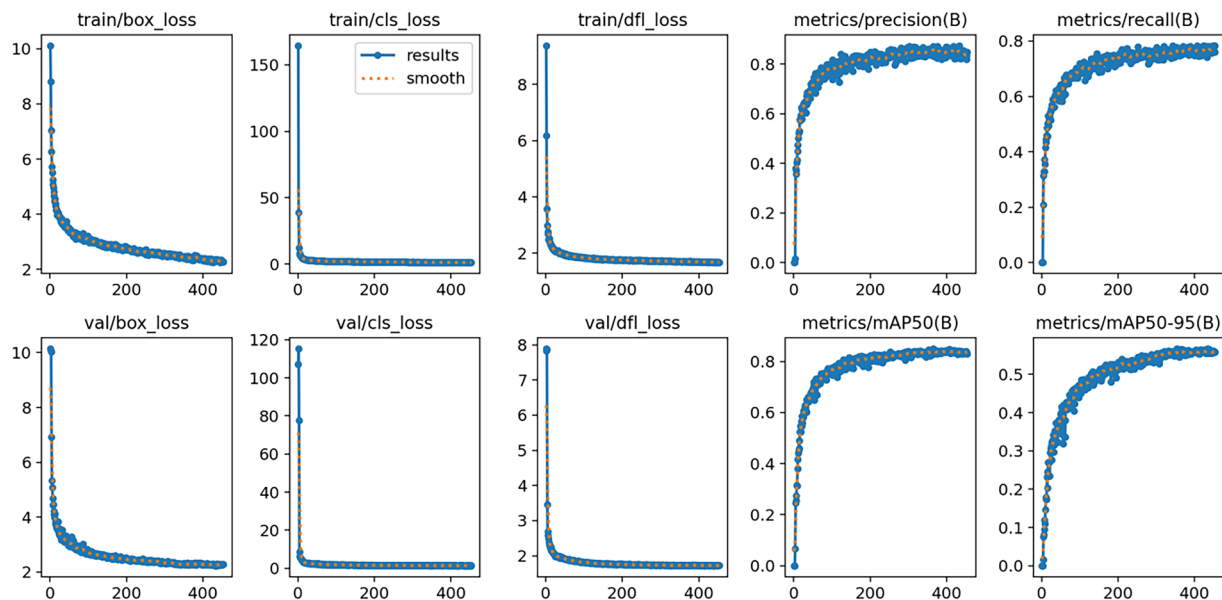 train/box_loss
train/cls_loss
train/dfl_loss
metrics/precision(B)
metrics/recall(B)
10
8
6
4
2
0 200 400
results
smooth
150
100
50
0
0 200 400
8
6
4
2
0 200 400
0.8
0.6
0.4
0.2
0.0
0 200 400
0.8
0.6
0.4
0.2
0.0
0 200 400
val/box_loss
val/cls_loss
val/dfl_loss
metrics/mAP50(B)
metrics/mAP50-95(B)
10
8
6
4
2
0 200 400
120
100
80
60
40
20
0
0 200 400
8
7
6
5
4
3
2
0 200 400
0.8
0.6
0.4
0.2
0.0
0 200 400
0.5
0.4
0.3
0.2
0.1
0.0
0 200 400